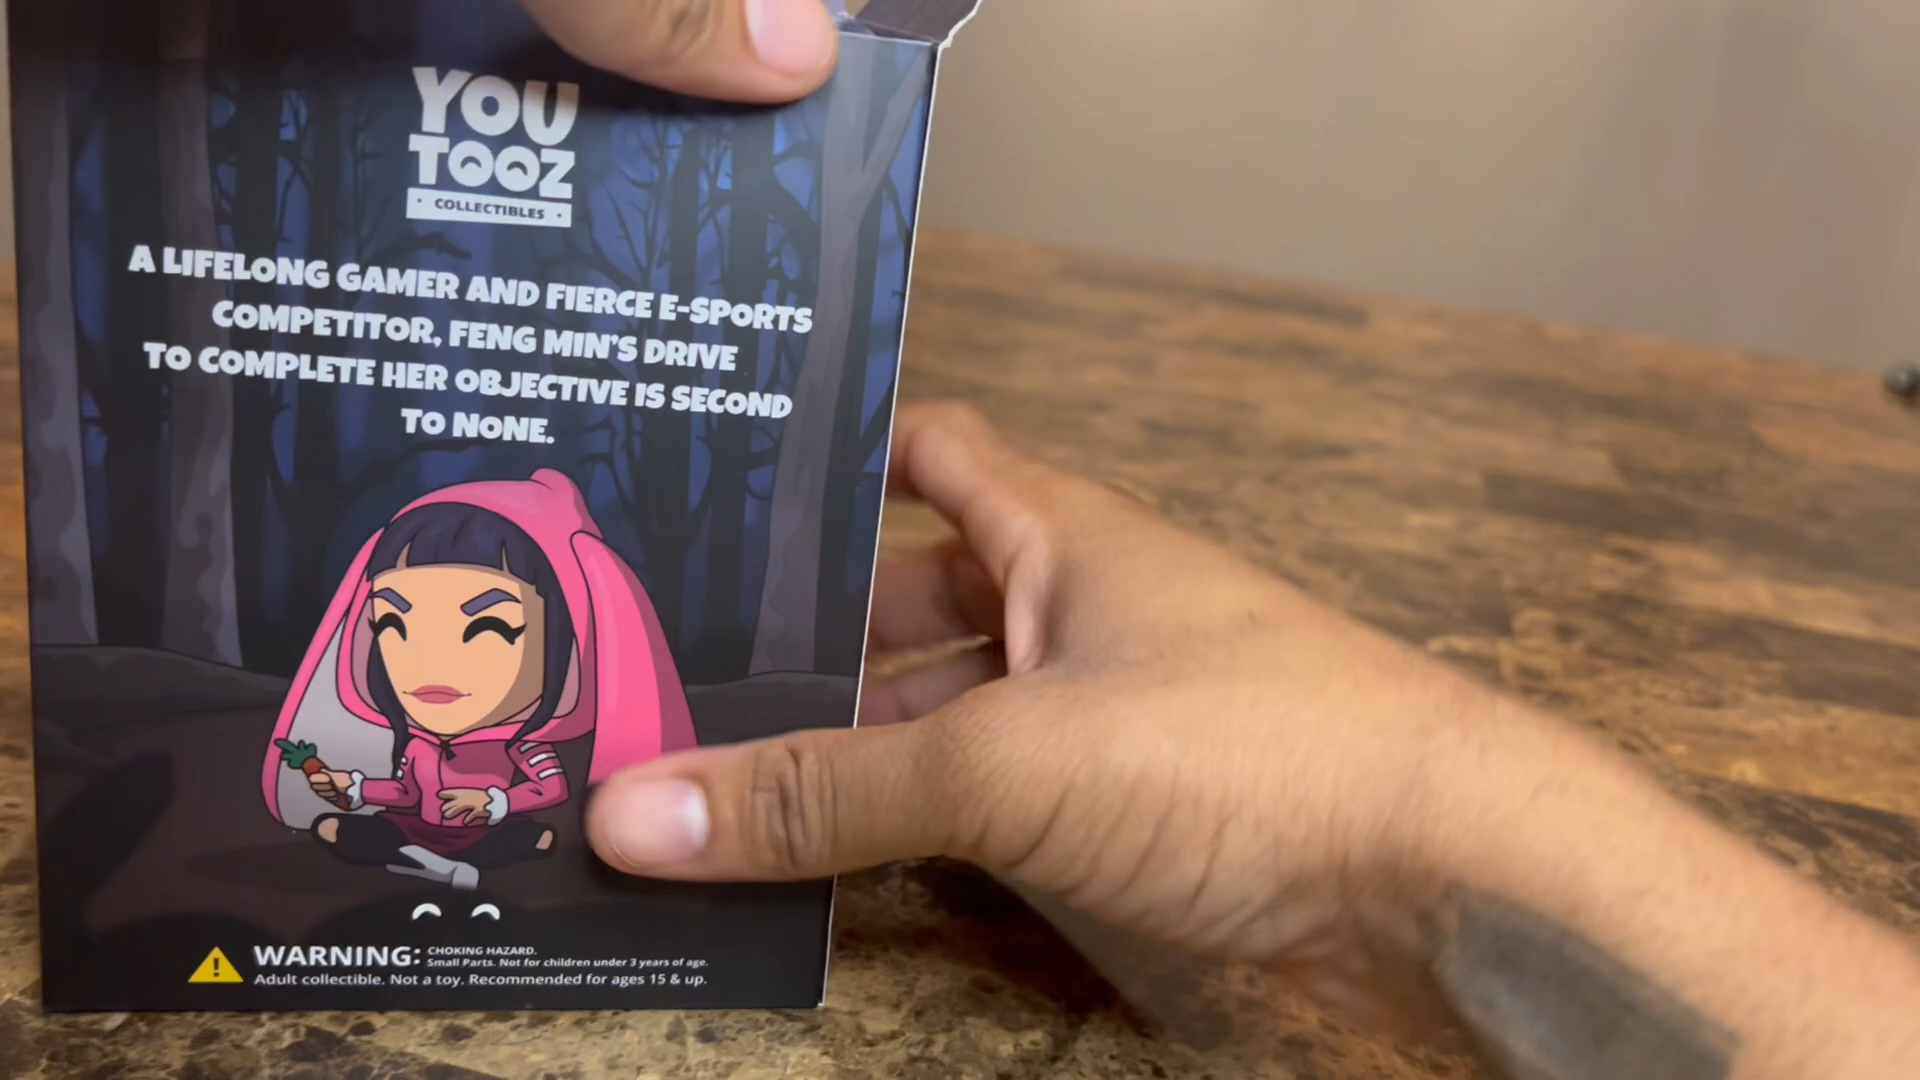 YOU
TOOZ
• COLLECTIBLES •
A LIFELONG GAMER AND FIERCE E-SPORTS
COMPETITOR, FENG MIN'S DRIVE
TO COMPLETE HER OBJECTIVE IS SECOND
TO NONE.
WARNING: CHOKING HAZARD.
Small Parts. Not for children under 3 years of age.
Adult collectible. Not a toy. Recommended for ages 15 & up.